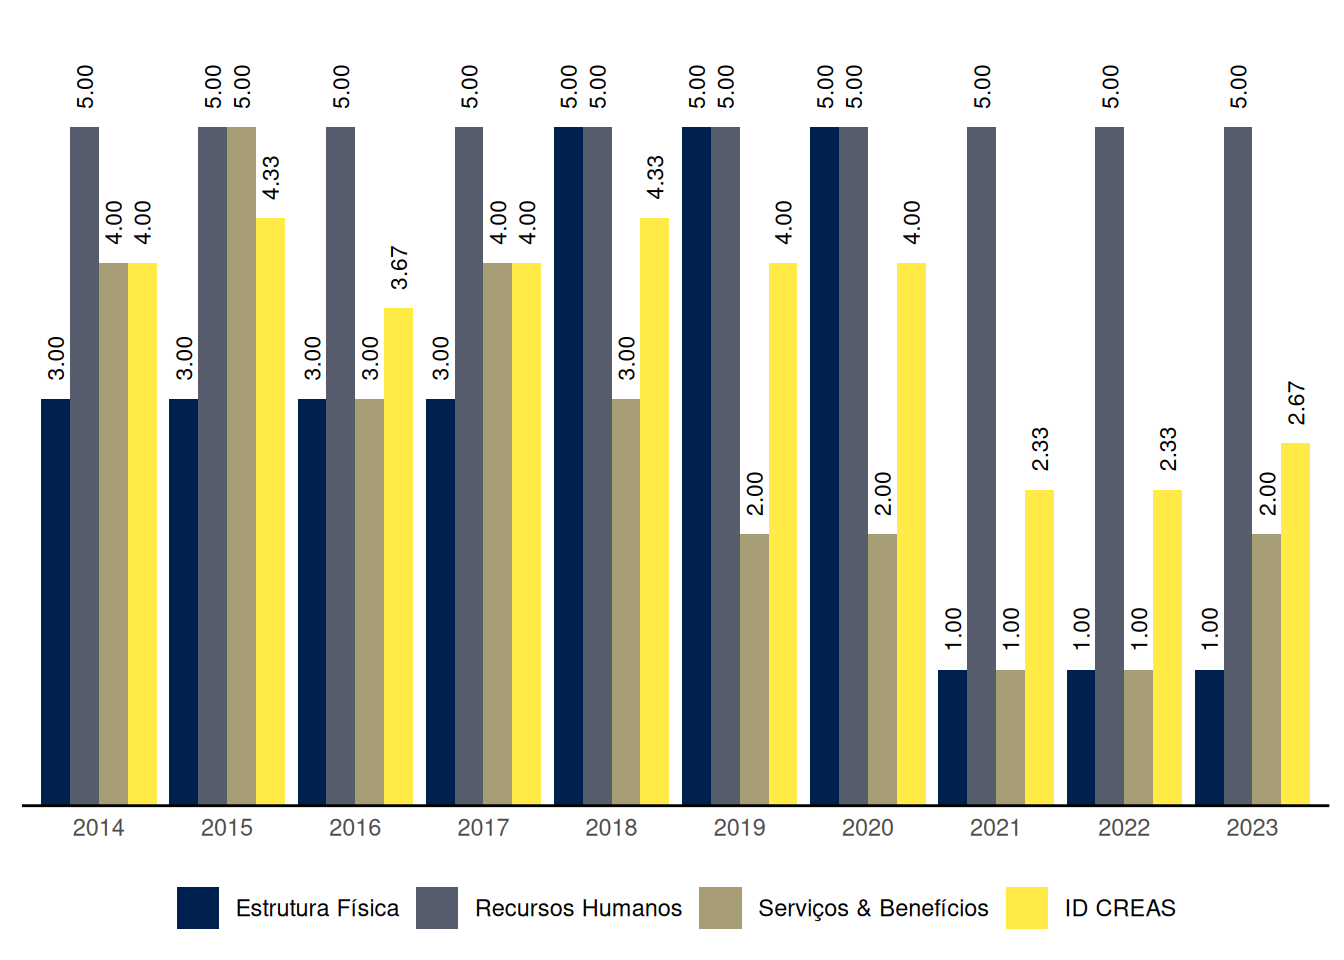 5.00 5.00 5.00 5.00 5.00 5.00 5.00 5.00 5.00 5.00 5.00 5.00 5.00 5.00
4.33 4.33
4.00 4.00 4.00 4.00 4.00 4.00
3.67
3.00 3.00 3.00 3.00 3.00 3.00
2.67
2.33 2.33
2.00 2.00 2.00
1.00 1.00 1.00 1.00 1.00
2014 2015 2016 2017 2018 2019 2020 2021 2022 2023
Estrutura Física Recursos Humanos Serviços & Benefícios ID CREAS